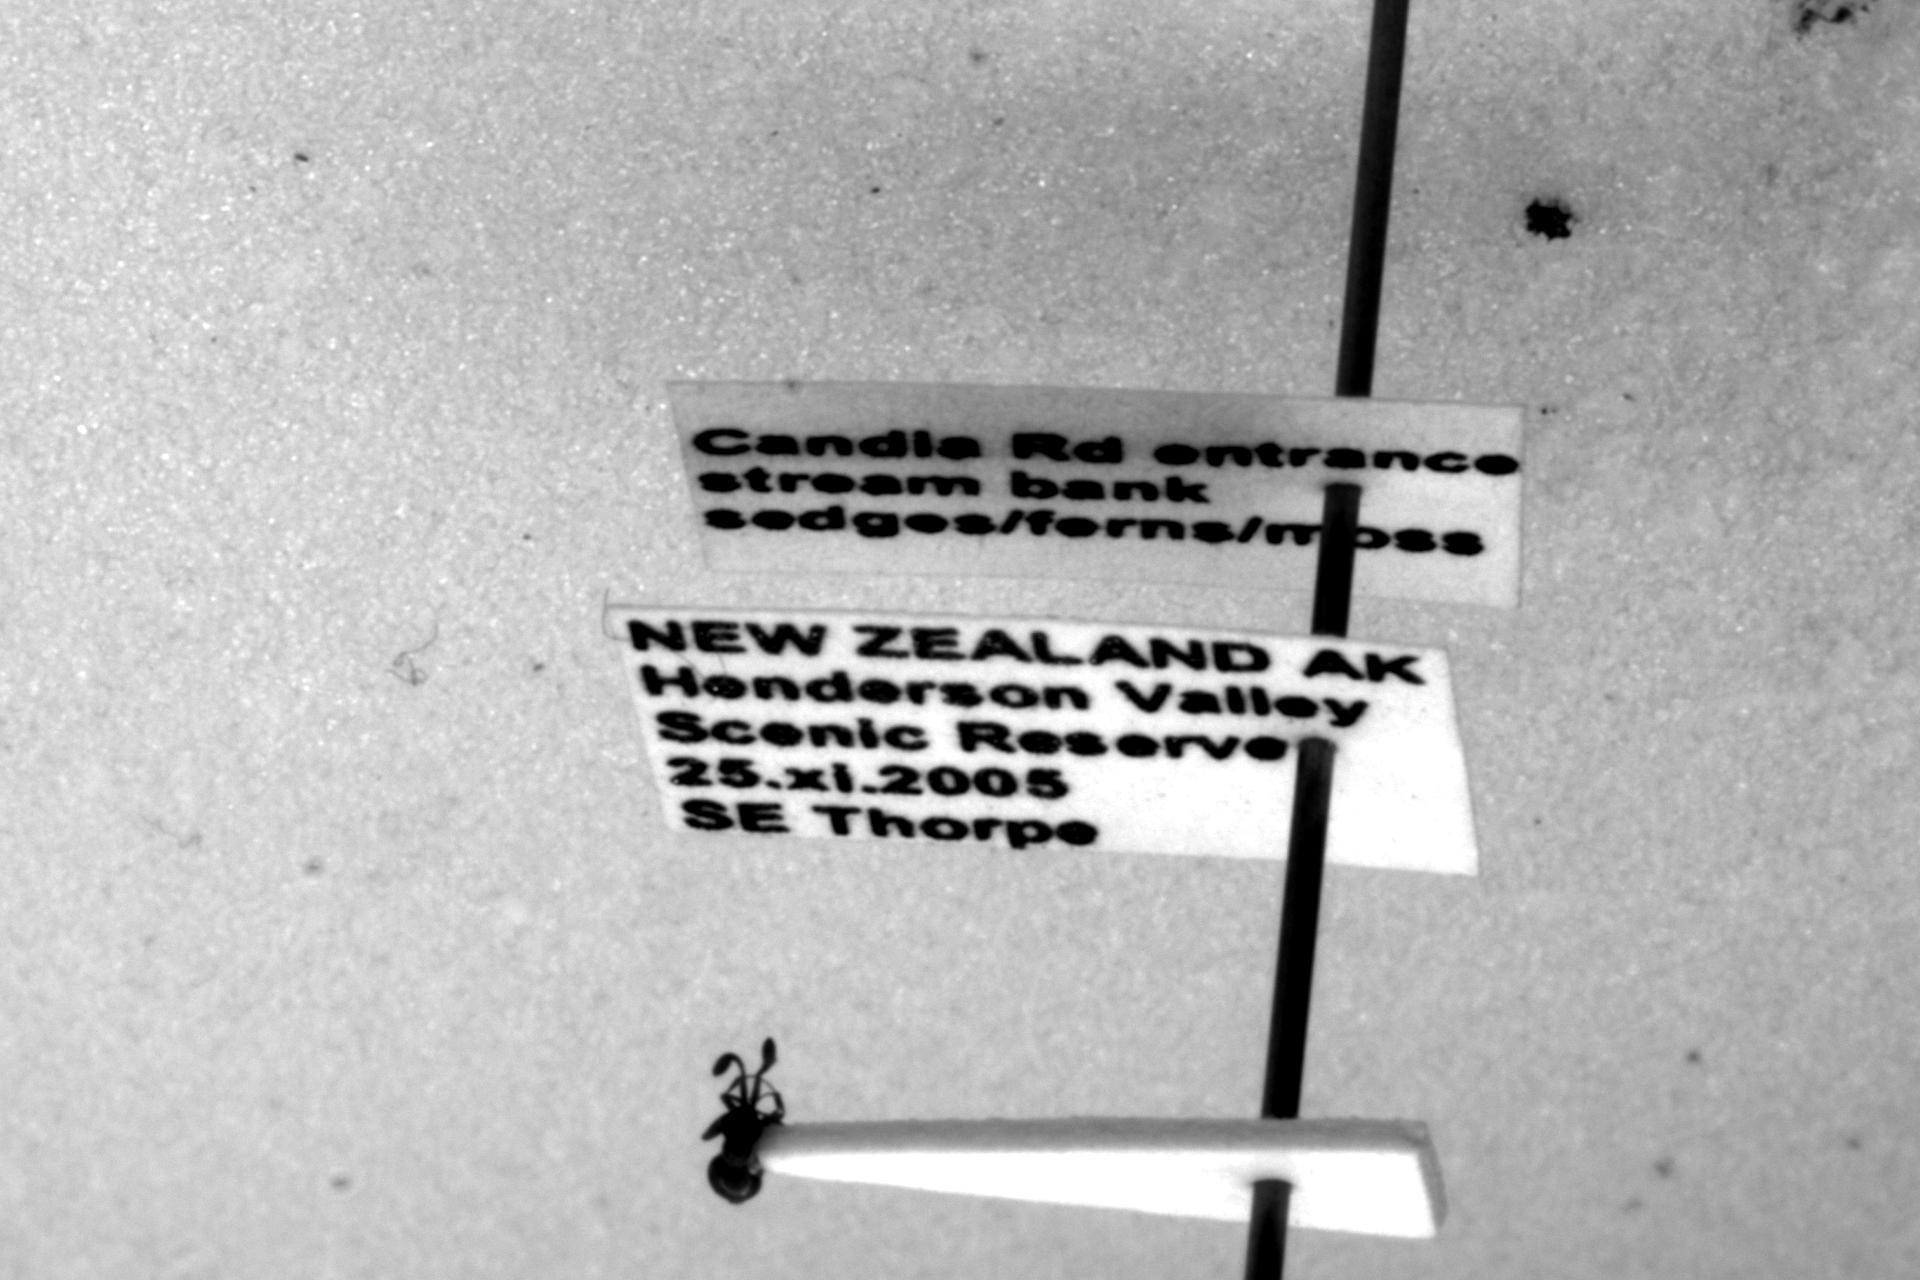 Candia Rd entrance
stream bank
sedges/ferns/moss
NEW ZEALAND AK
Henderson Valley
Scenic Reserve
25.xi.2005
SE Thorpe